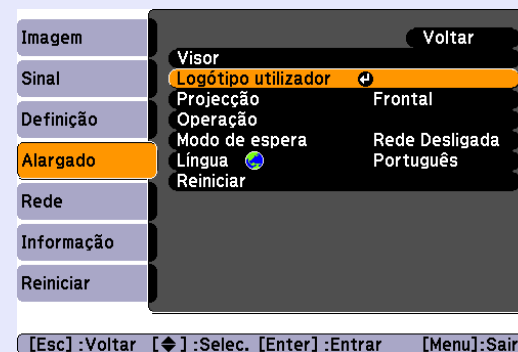 Imagem
Sinal
Definição
Alargado
Rede
Informação
Reiniciar
Voltar
Visor
Logótipo utilizador
Projecção Frontal
Operação
Modo de espera Rede Desligada
Língua Português
Reiniciar
[Esc] :Voltar [◆] :Selec. [Enter] :Entrar [Menu]:Sair